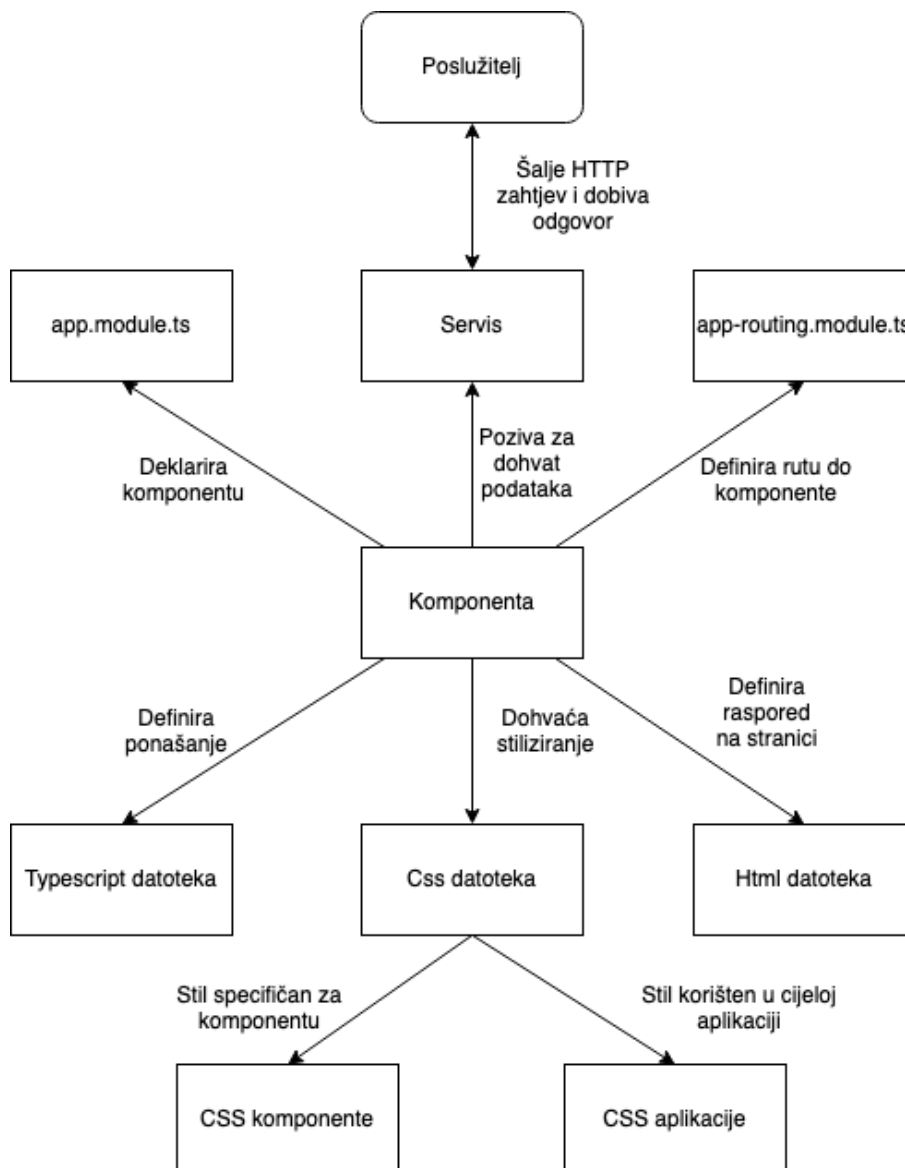 Poslužitelj
Šalje HTTP
zahtjev i dobiva
odgovor
app.module.ts
Servis
app-routing.module.ts
Deklarira
komponentu
Poziva za
dohvat
podataka
Definira rutu do
komponente
Komponenta
Definira
ponašanje
Dohvaća
stiliziranje
Definira
raspored
na stranici
Typescript datoteka
Css datoteka
Html datoteka
Stil specifičan za
komponentu
Stil korišten u cijeloj
aplikaciji
CSS komponente
CSS aplikacije